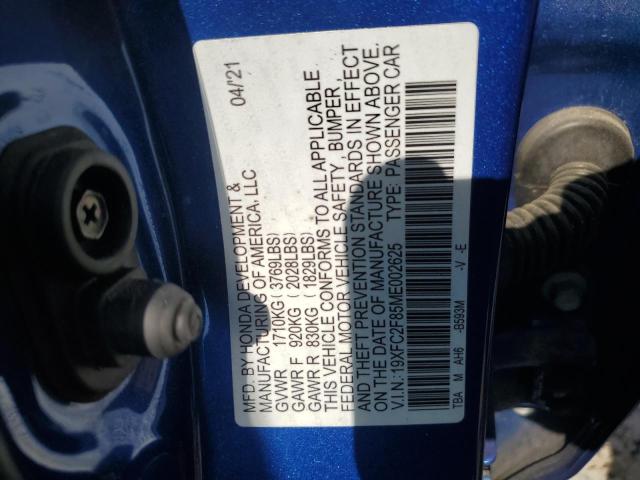 MFD. BY HONDA DEVELOPMENT & 04/'21
MANUFACTURING OF AMERICA, LLC
GVWR 1710KG ( 3769LBS)
GAWR F 920KG ( 2028LBS)
GAWR R 830KG ( 1829LBS)
THIS VEHICLE CONFORMS TO ALL APPLICABLE
FEDERAL MOTOR VEHICLE SAFETY , BUMPER,
AND THEFT PREVENTION STANDARDS IN EFFECT
ON THE DATE OF MANUFACTURE SHOWN ABOVE.
V.I.N: 19XFC2F85ME002625 TYPE: PASSENGER CAR
TBA M AH6 -B593M -V -E